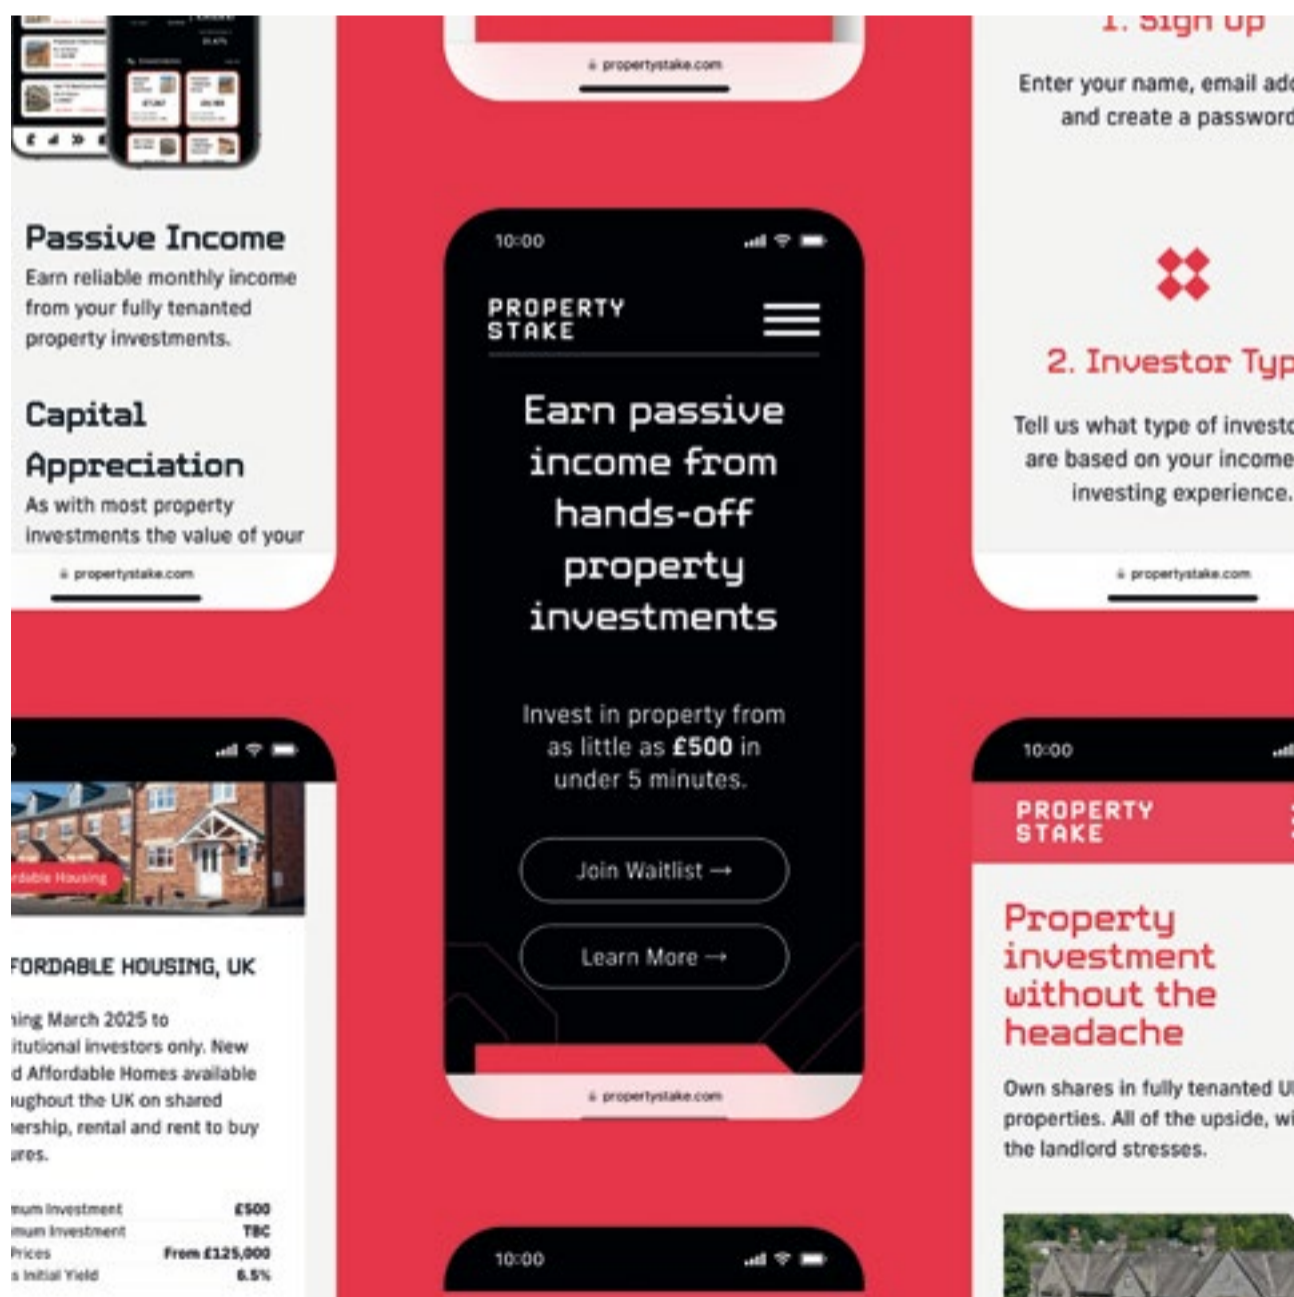 Passive Income
Earn reliable monthly income
from your fully tenanted
property investments.
Capital
Appreciation
As with most property
investments the value of your
propertystake.com
Housing
HOUSING, UK
March 2025 to
investors only. New
Affordable Homes available
the UK on shared
rental and rent to buy
Investment £500
Investment TBC
Prices From £125,000
Initial Yield 6.5%
propertystake.com
10:00
PROPERTY
STAKE
Earn passive
income from
hands-off
property
investments
Invest in property from
as little as £500 in
under 5 minutes.
Join Waitlist →
Learn More →
propertystake.com
10:00
1. Sign Up
Enter your name, email
and create a password
2. Investor
Tell us what type of
are based on your income
investing experience.
propertystake.com
10:00
PROPERTY
STAKE
Property
investment
without the
headache
Own shares in fully tenanted
properties. All of the upside,
the landlord stresses.